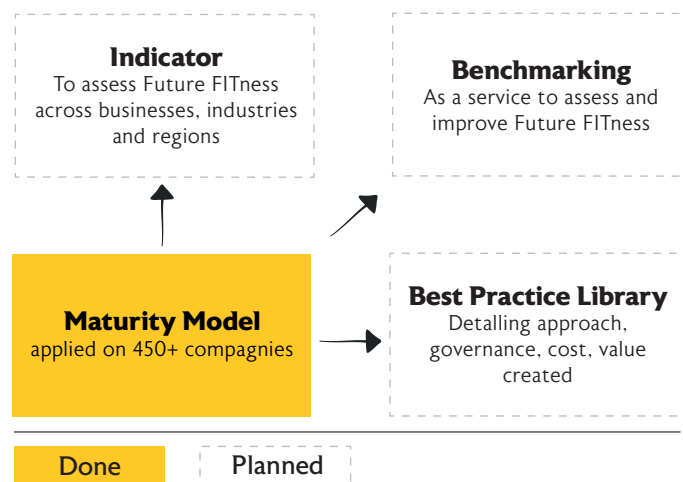 Indicator
To assess Future FITness
across businesses, industries
and regions
Benchmarking
As a service to assess and
improve Future FITness
Maturity Model
applied on 450+ compagnies
Best Practice Library
Detalling approach,
governance, cost, value
created
Done
Planned